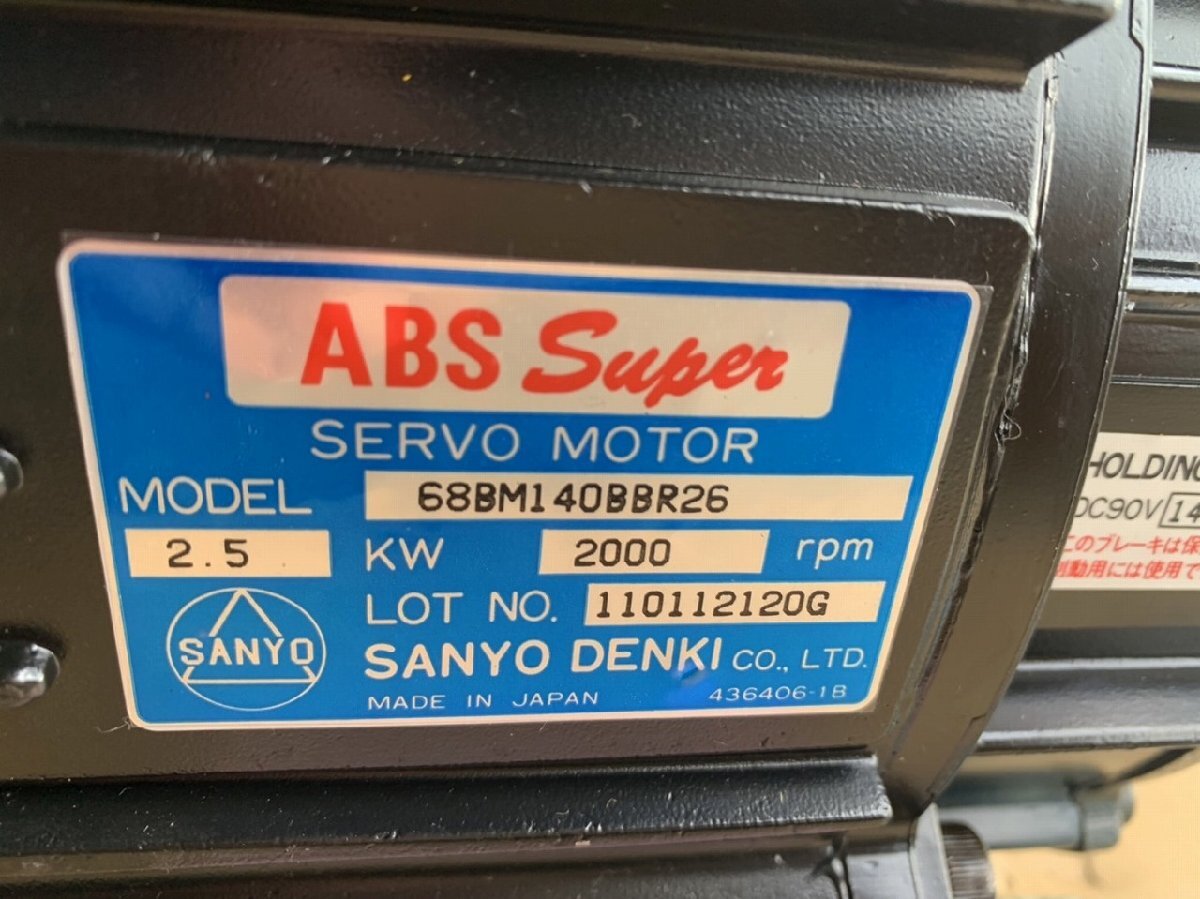 ABS Super
SERVO MOTOR
MODEL 68BM140BBR26
2.5 KW 2000 rpm
LOT NO. 110112120G
SANYO
SANYO DENKI CO., LTD.
MADE IN JAPAN 436406-1B
HOLDING
DC90V 14
このブレーキは保
制動用には使用で